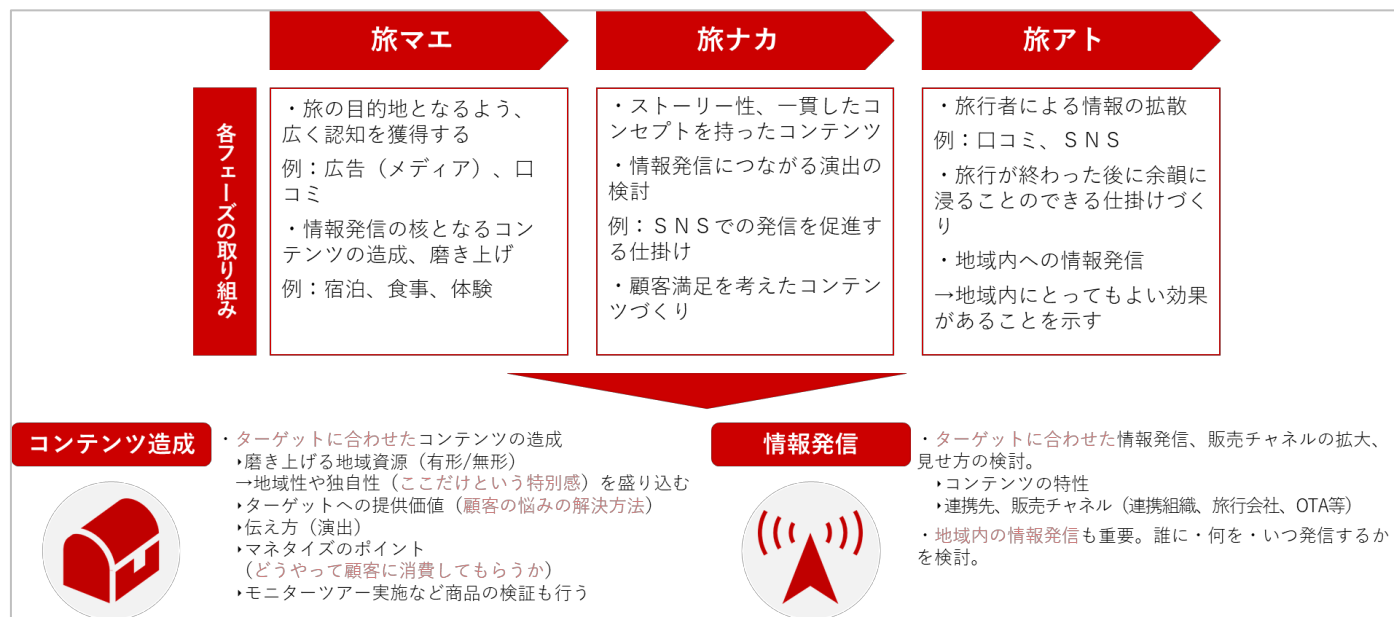 旅マエ
旅ナカ
旅アト
各フェーズの取り組み
・旅の目的地となるよう、
広く認知を獲得する
例：広告（メディア）、口
コミ
・情報発信の核となるコン
テンツの造成、磨き上げ
例：宿泊、食事、体験
・ストーリー性、一貫したコ
ンセプトを持ったコンテンツ
・情報発信につながる演出の
検討
例：ＳＮＳでの発信を促進す
る仕掛け
・顧客満足を考えたコンテン
ツづくり
・旅行者による情報の拡散
例：口コミ、ＳＮＳ
・旅行が終わった後に余韻に
浸ることのできる仕掛けづく
り
・地域内への情報発信
→地域内にとってもよい効果
があることを示す
コンテンツ造成
・ターゲットに合わせたコンテンツの造成
‣磨き上げる地域資源（有形/無形）
→地域性や独自性（ここだけという特別感）を盛り込む
‣ターゲットへの提供価値（顧客の悩みの解決方法）
‣伝え方（演出）
‣マネタイズのポイント
（どうやって顧客に消費してもらうか）
‣モニターツアー実施など商品の検証も行う
情報発信
・ターゲットに合わせた情報発信、販売チャネルの拡大、
見せ方の検討。
‣コンテンツの特性
‣連携先、販売チャネル（連携組織、旅行会社、OTA等）
・地域内の情報発信も重要。誰に・何を・いつ発信するか
を検討。